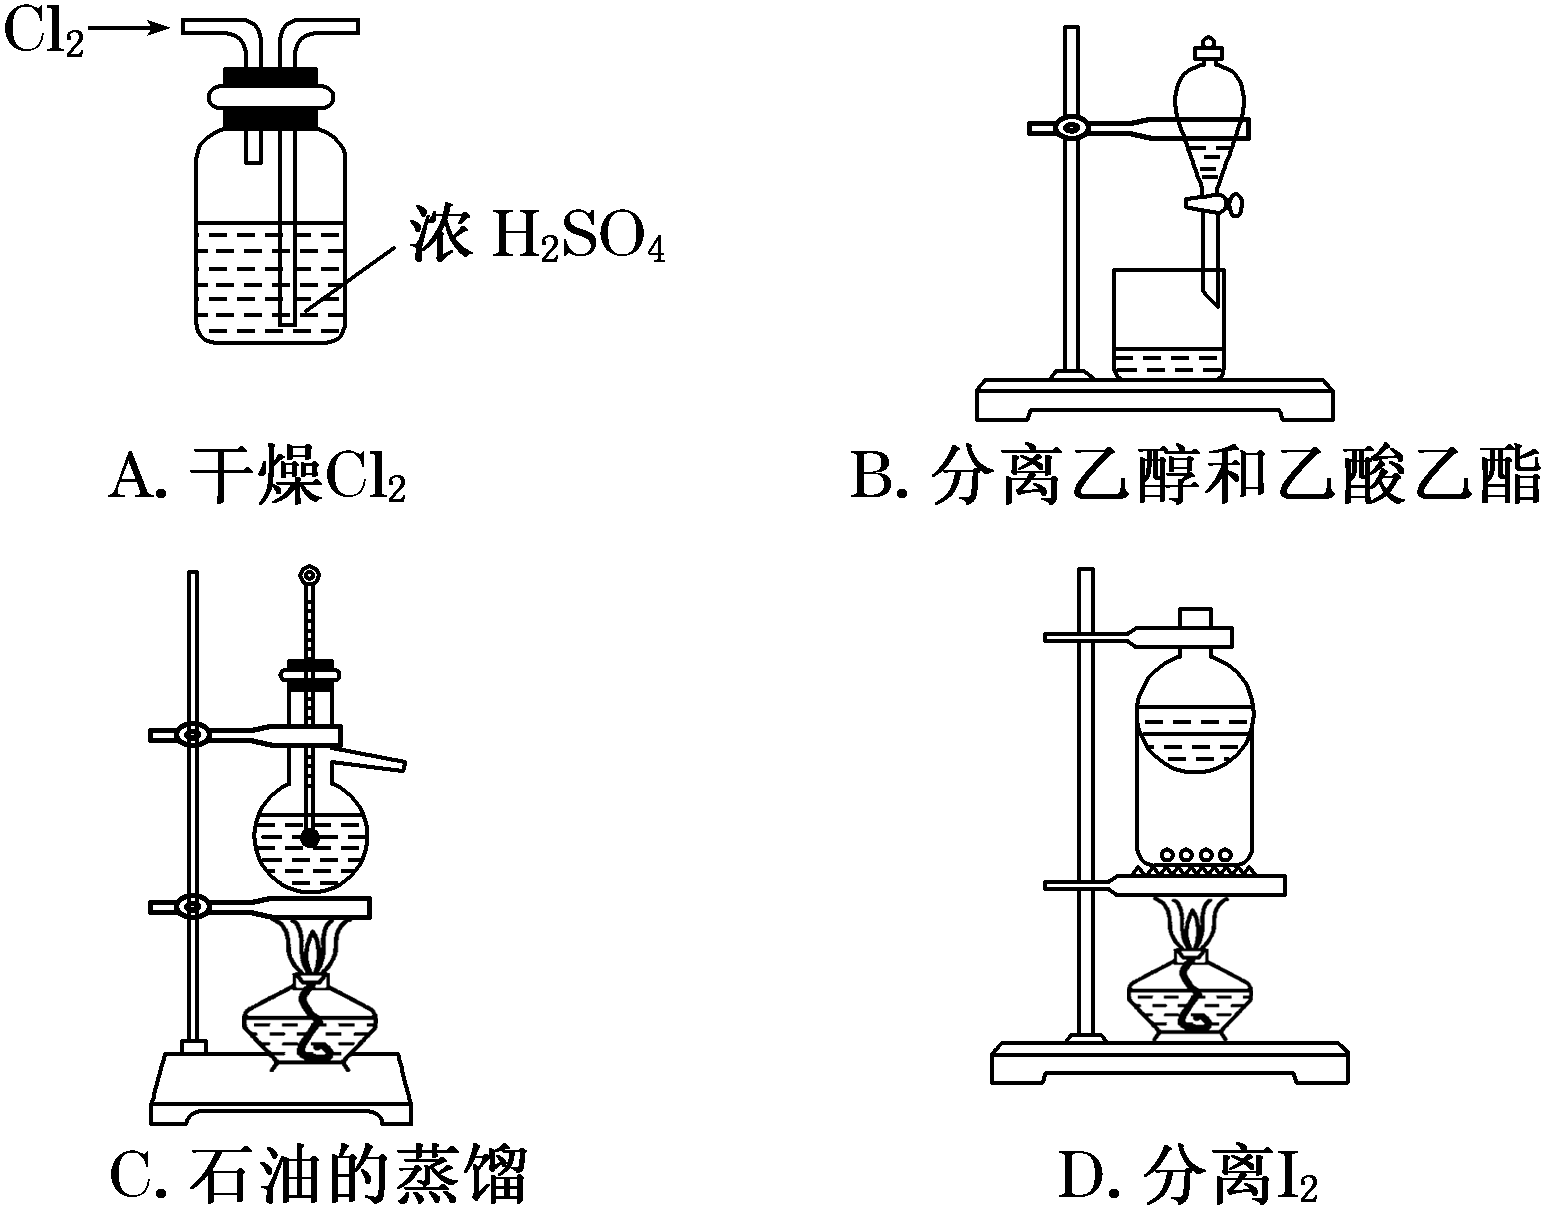 Cl₂
浓 H₂SO₄
A. 干燥Cl₂
B. 分离乙醇和乙酸乙酯
C. 石油的蒸馏
D. 分离I₂